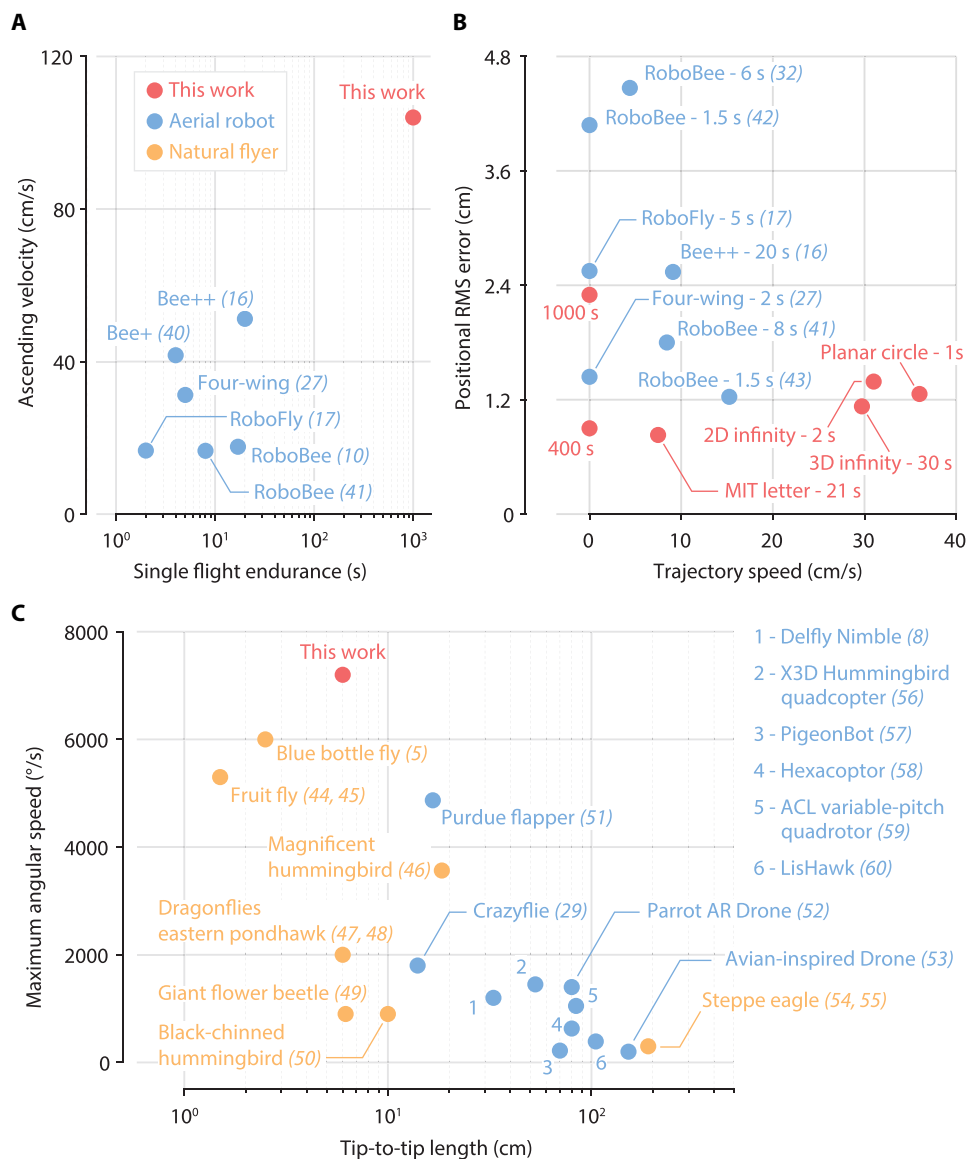 A
120
80
40
0
Ascending velocity (cm/s)
This work
Aerial robot
Natural flyer
This work
Bee++ (16)
Bee+ (40)
Four-wing (27)
RoboFly (17)
RoboBee (10)
RoboBee (41)
10⁰
10¹
10²
10³
Single flight endurance (s)
B
4.8
3.6
2.4
1.2
0
Positional RMS error (cm)
RoboBee - 6 s (32)
RoboBee - 1.5 s (42)
RoboFly - 5 s (17)
Bee++ - 20 s (16)
1000 s
Four-wing - 2 s (27)
RoboBee - 8 s (41)
Planar circle - 1s
RoboBee - 1.5 s (43)
2D infinity - 2 s
400 s
3D infinity - 30 s
MIT letter - 21 s
0
10
20
30
40
Trajectory speed (cm/s)
C
8000
6000
4000
2000
0
Maximum angular speed (°/s)
This work
Blue bottle fly (5)
Fruit fly (44, 45)
Purdue flapper (51)
Magnificent
hummingbird (46)
Dragonflies
eastern pondhawk (47, 48)
Crazyflie (29)
Parrot AR Drone (52)
Avian-inspired Drone (53)
Giant flower beetle (49)
Steppe eagle (54, 55)
Black-chinned
hummingbird (50)
1
2
3
4
5
6
10⁰
10¹
10²
Tip-to-tip length (cm)
1 - Delfly Nimble (8)
2 - X3D Hummingbird
quadcopter (56)
3 - PigeonBot (57)
4 - Hexacoptor (58)
5 - ACL variable-pitch
quadrotor (59)
6 - LisHawk (60)